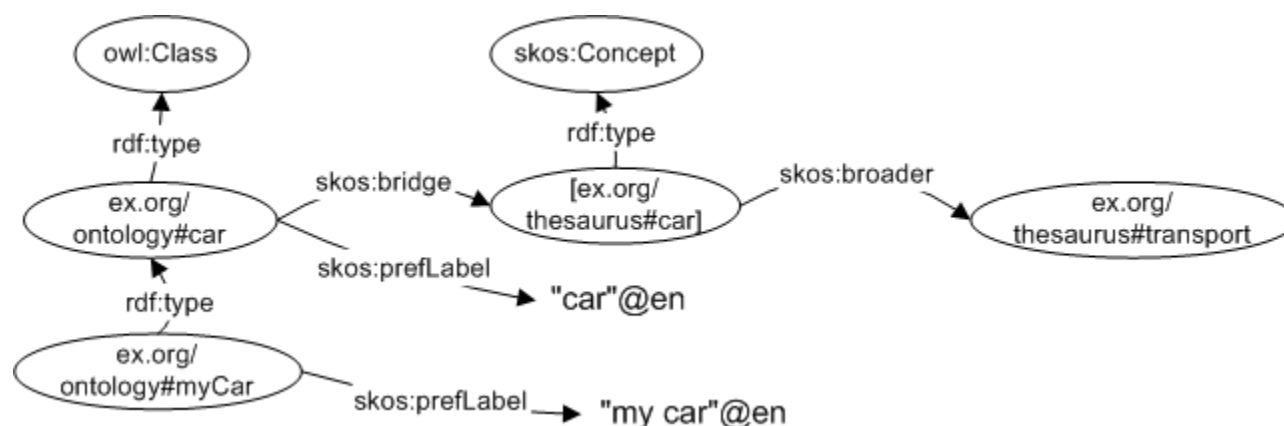 owl:Class
skos:Concept
rdf:type
rdf:type
ex.org/
ontology#car
skos:bridge
[ex.org/
thesaurus#car]
skos:broader
ex.org/
thesaurus#transport
skos:prefLabel
"car"@en
rdf:type
ex.org/
ontology#myCar
skos:prefLabel
"my car"@en